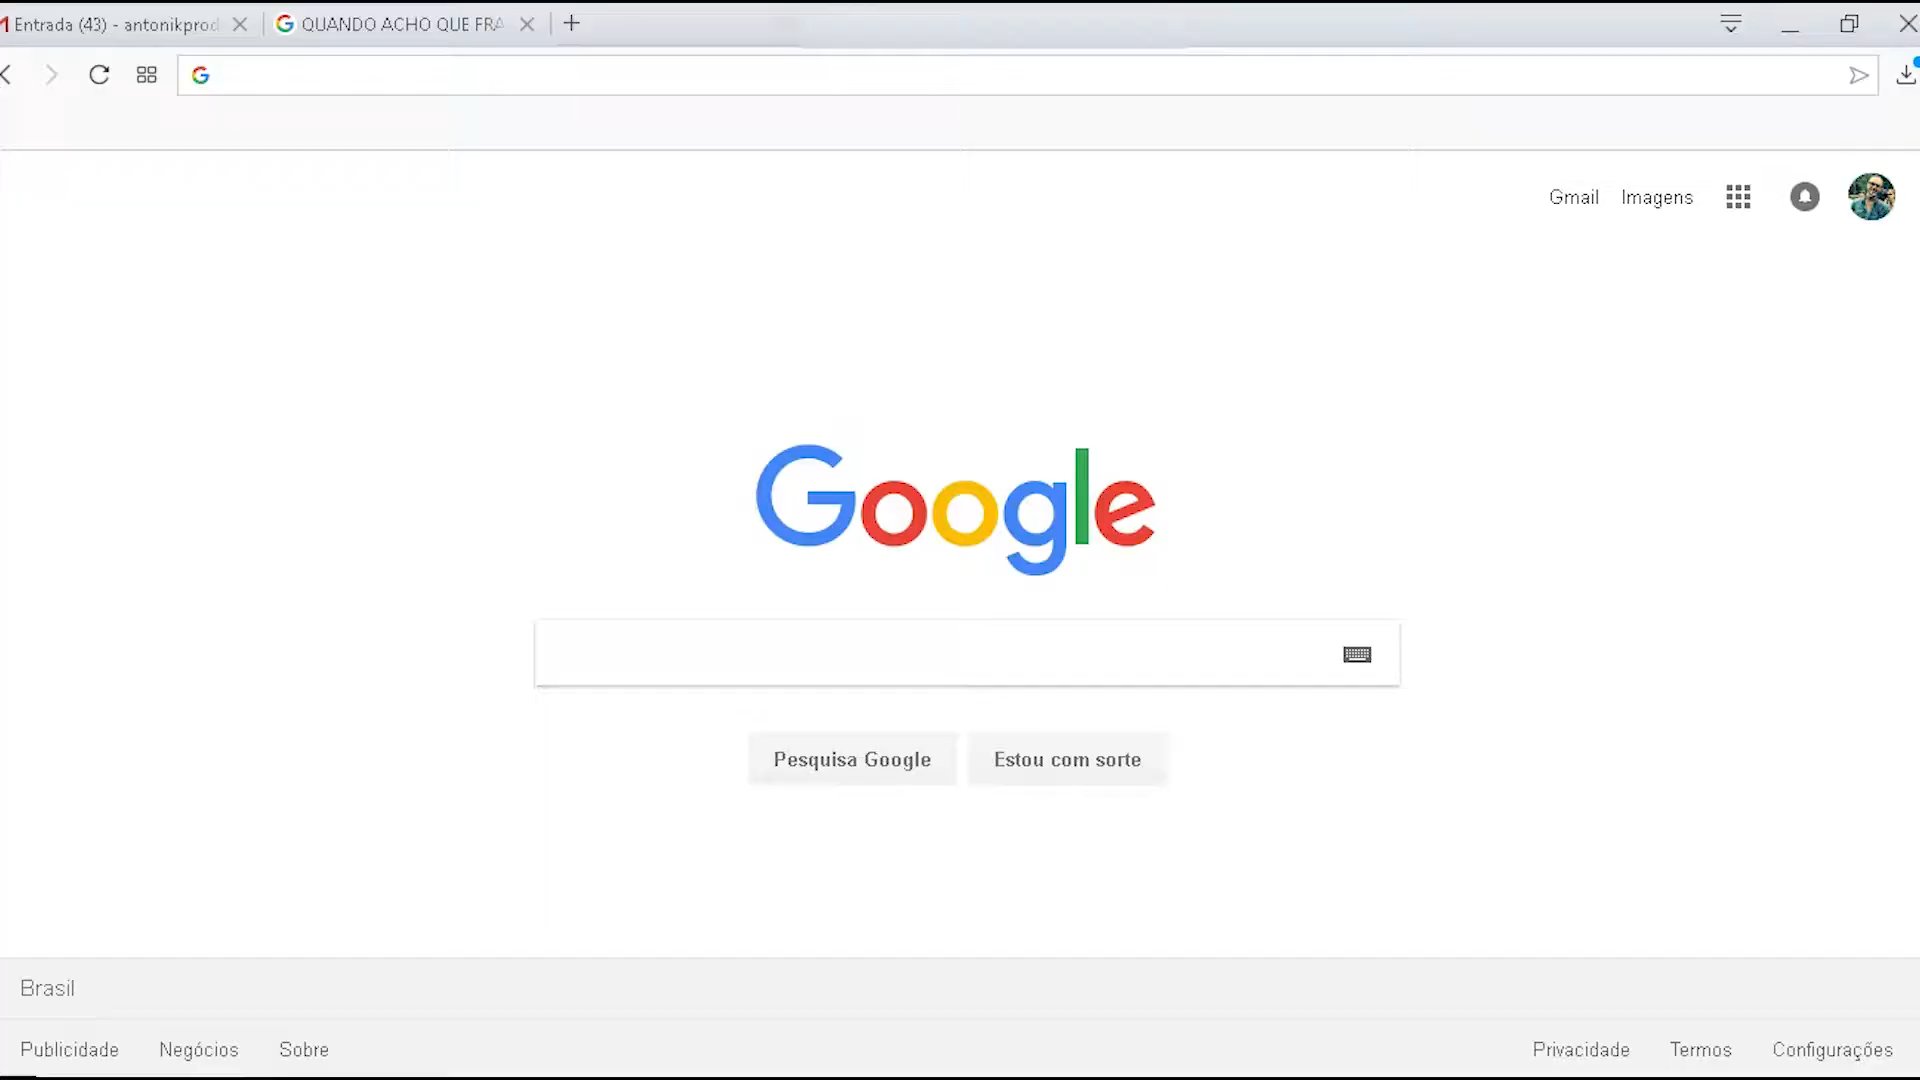 Entrada (43) - antonikprod
QUANDO ACHO QUE FRA
Gmail Imagens
Google
Pesquisa Google Estou com sorte
Brasil
Publicidade Negócios Sobre Privacidade Termos Configurações